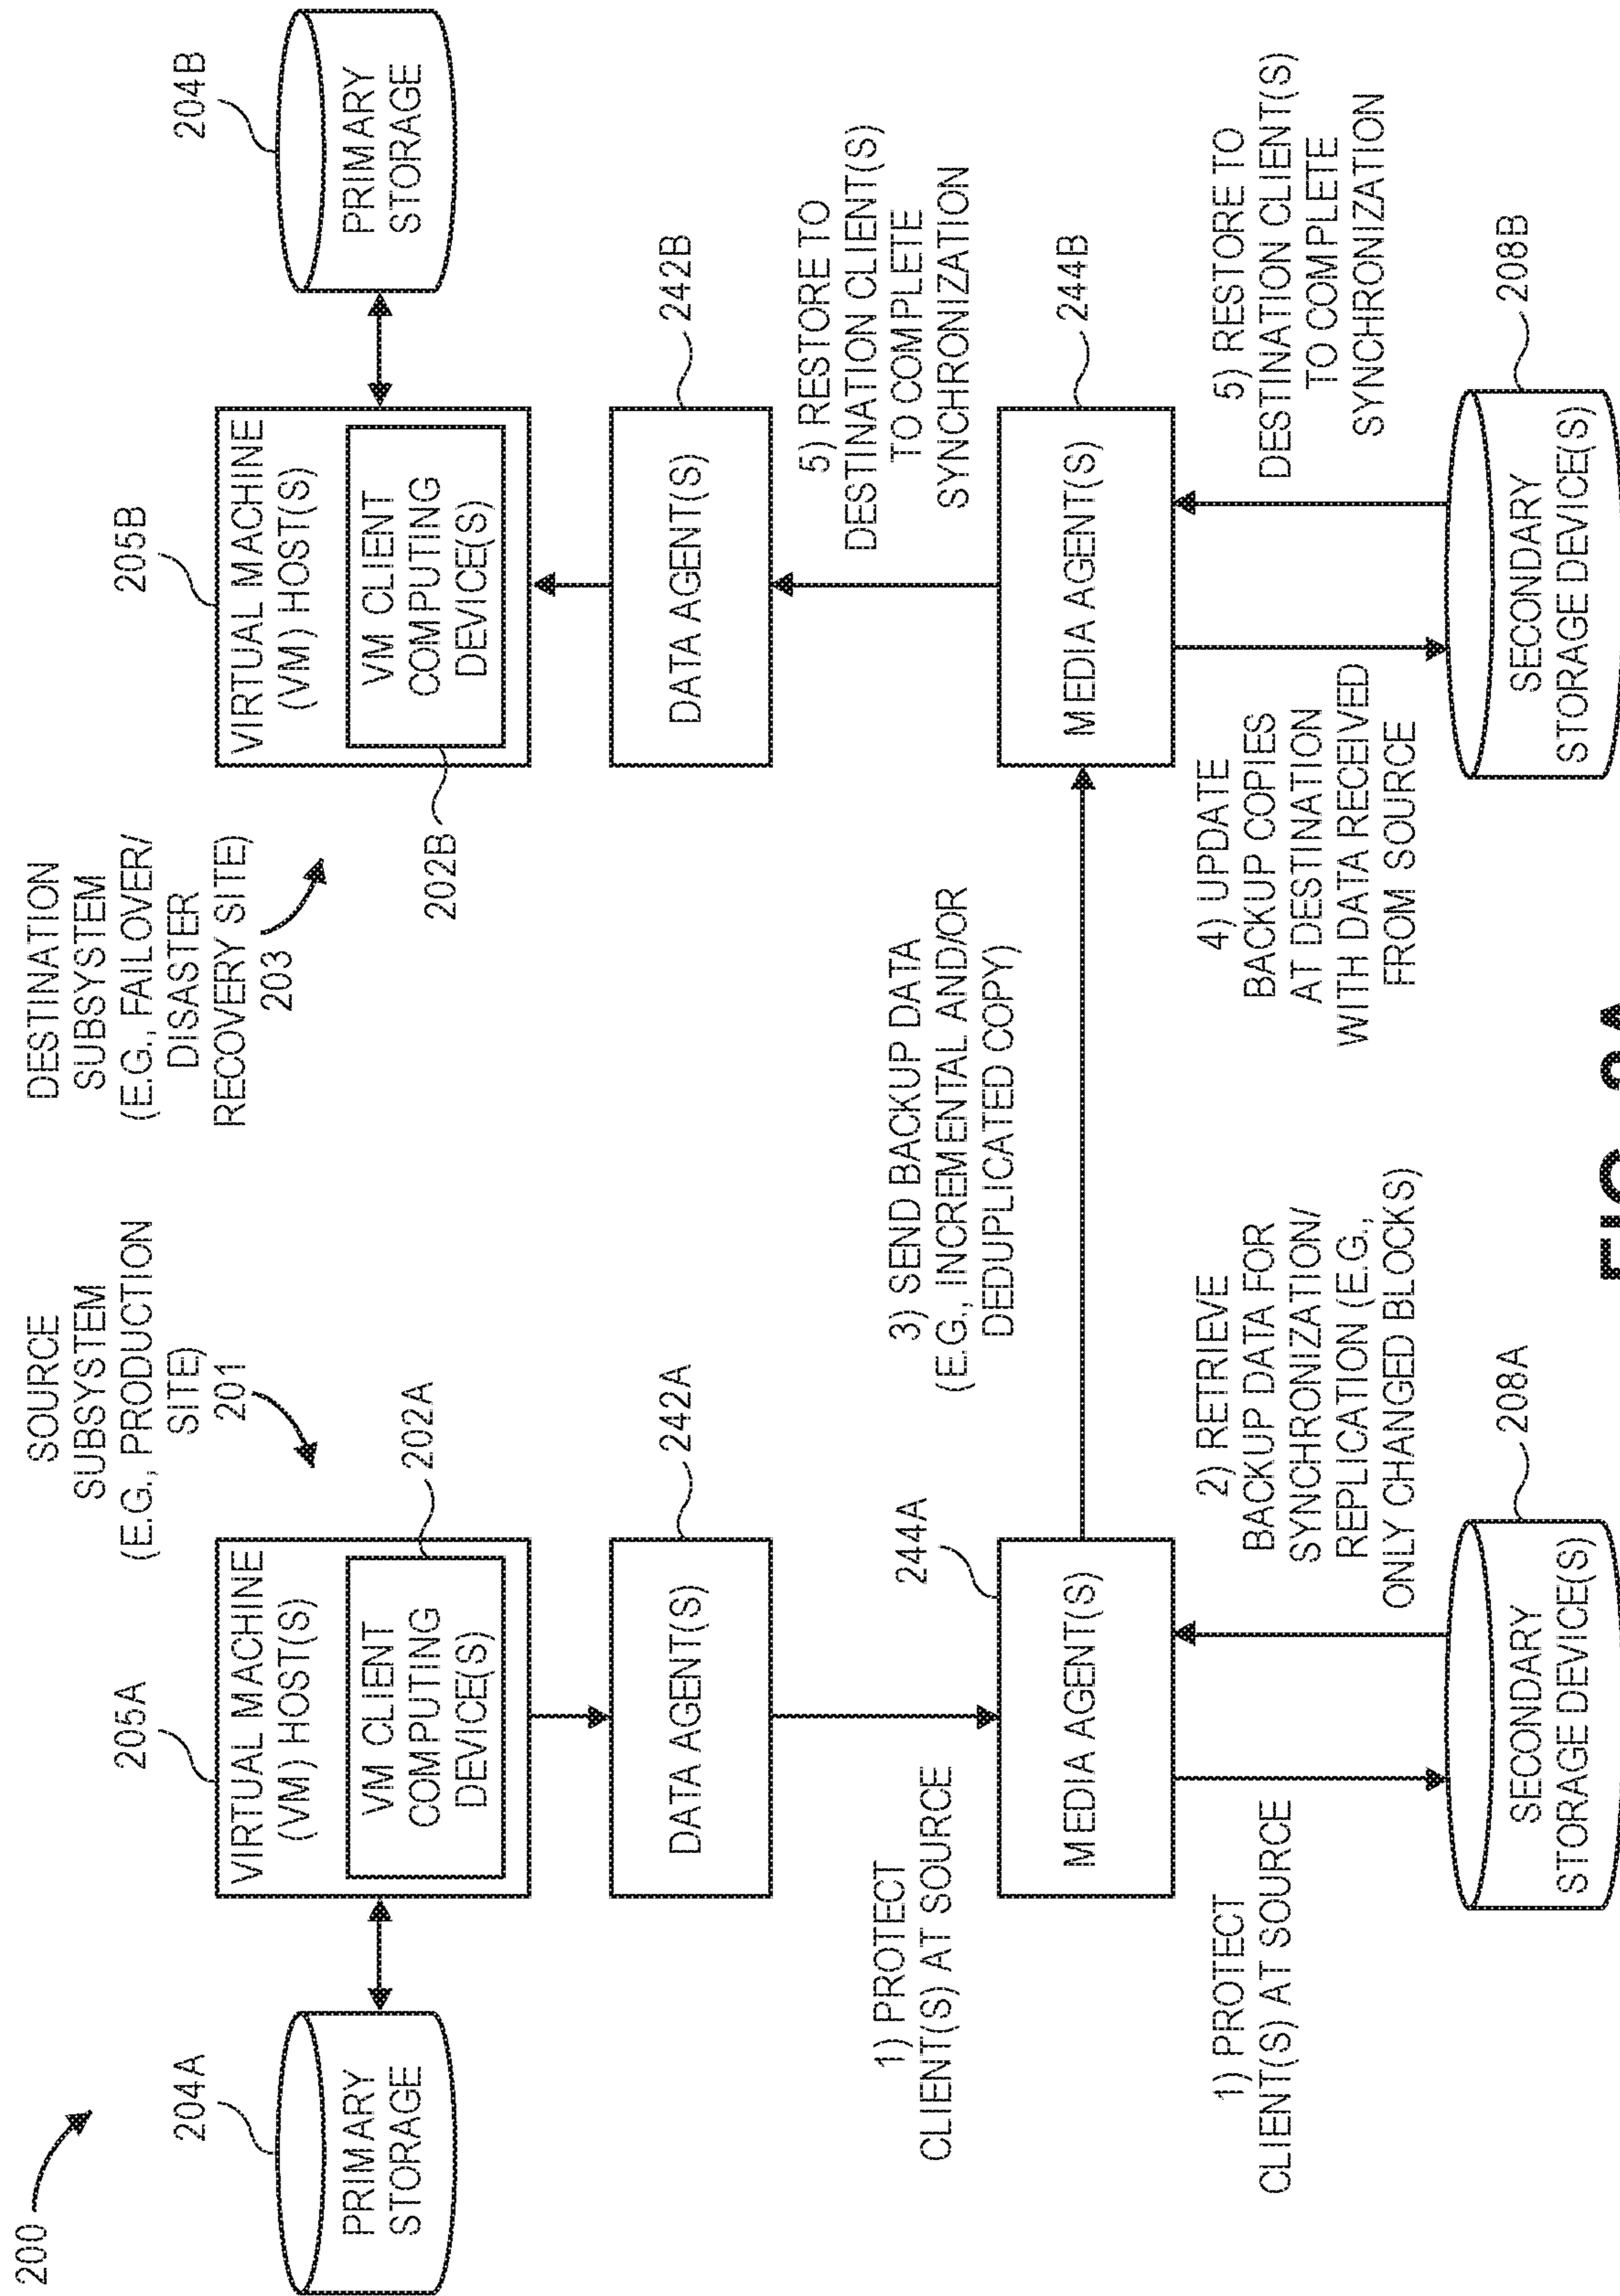 200
SOURCE
SUBSYSTEM
(E.G., PRODUCTION
SITE)
201
DESTINATION
SUBSYSTEM
(E.G., FAILOVER/
DISASTER
RECOVERY SITE)
203
204A
PRIMARY
STORAGE
205A
VIRTUAL MACHINE
(VM) HOST(S)
VM CLIENT
COMPUTING
DEVICE(S)
202A
205B
VIRTUAL MACHINE
(VM) HOST(S)
VM CLIENT
COMPUTING
DEVICE(S)
202B
204B
PRIMARY
STORAGE
DATA AGENT(S)
242A
DATA AGENT(S)
242B
1) PROTECT
CLIENT(S) AT SOURCE
3) SEND BACKUP DATA
(E.G., INCREMENTAL AND/OR
DEDUPLICATED COPY)
5) RESTORE TO
DESTINATION CLIENT(S)
TO COMPLETE
SYNCHRONIZATION
244A
MEDIA AGENT(S)
MEDIA AGENT(S)
244B
1) PROTECT
CLIENT(S) AT SOURCE
2) RETRIEVE
BACKUP DATA FOR
SYNCHRONIZATION/
REPLICATION (E.G.,
ONLY CHANGED BLOCKS)
4) UPDATE
BACKUP COPIES
AT DESTINATION
WITH DATA RECEIVED
FROM SOURCE
5) RESTORE TO
DESTINATION CLIENT(S)
TO COMPLETE
SYNCHRONIZATION
SECONDARY
STORAGE DEVICE(S)
208A
SECONDARY
STORAGE DEVICE(S)
208B